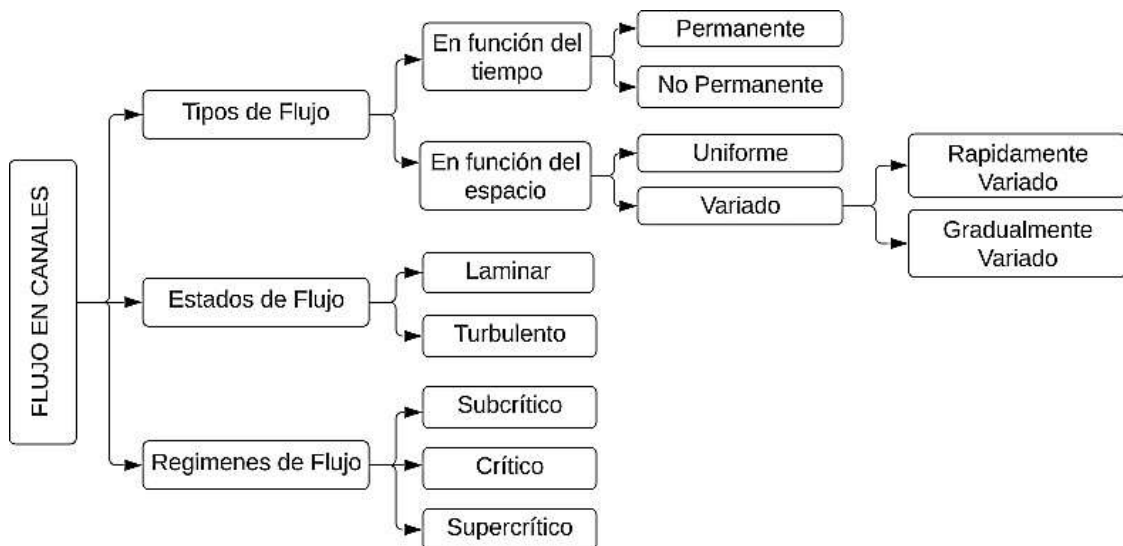 FLUJO EN CANALES
Tipos de Flujo
En función del
tiempo
Permanente
No Permanente
En función del
espacio
Uniforme
Variado
Rapidamente
Variado
Gradualmente
Variado
Estados de Flujo
Laminar
Turbulento
Regimenes de Flujo
Subcrítico
Crítico
Supercrítico